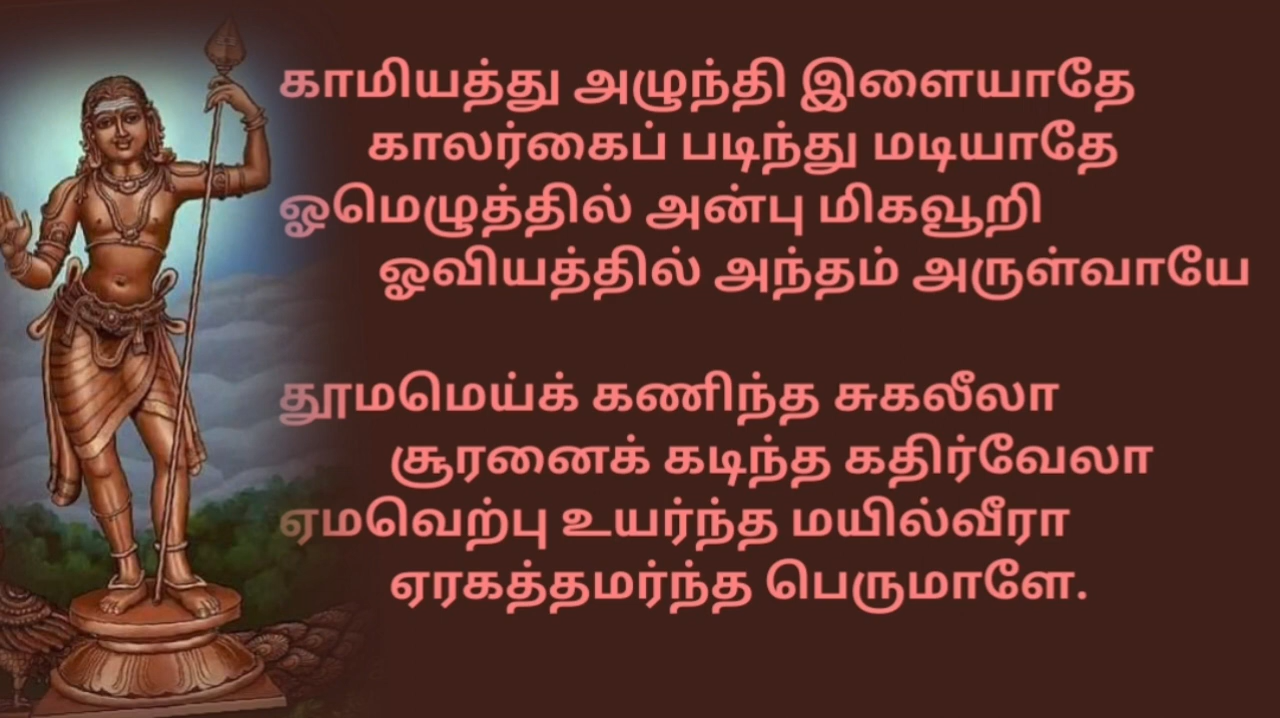 காமியத்து அழுந்தி இளையாதே
காலர்கைப் படிந்து மடியாதே
ஓமெழுத்தில் அன்பு மிகவூறி
ஓவியத்தில் அந்தம் அருள்வாயே
தூமமெய்க் கணிந்த சுகலீலா
சூரனைக் கடிந்த கதிர்வேலா
ஏமவெற்பு உயர்ந்த மயில்வீரா
ஏரகத்தமர்ந்த பெருமாளே.